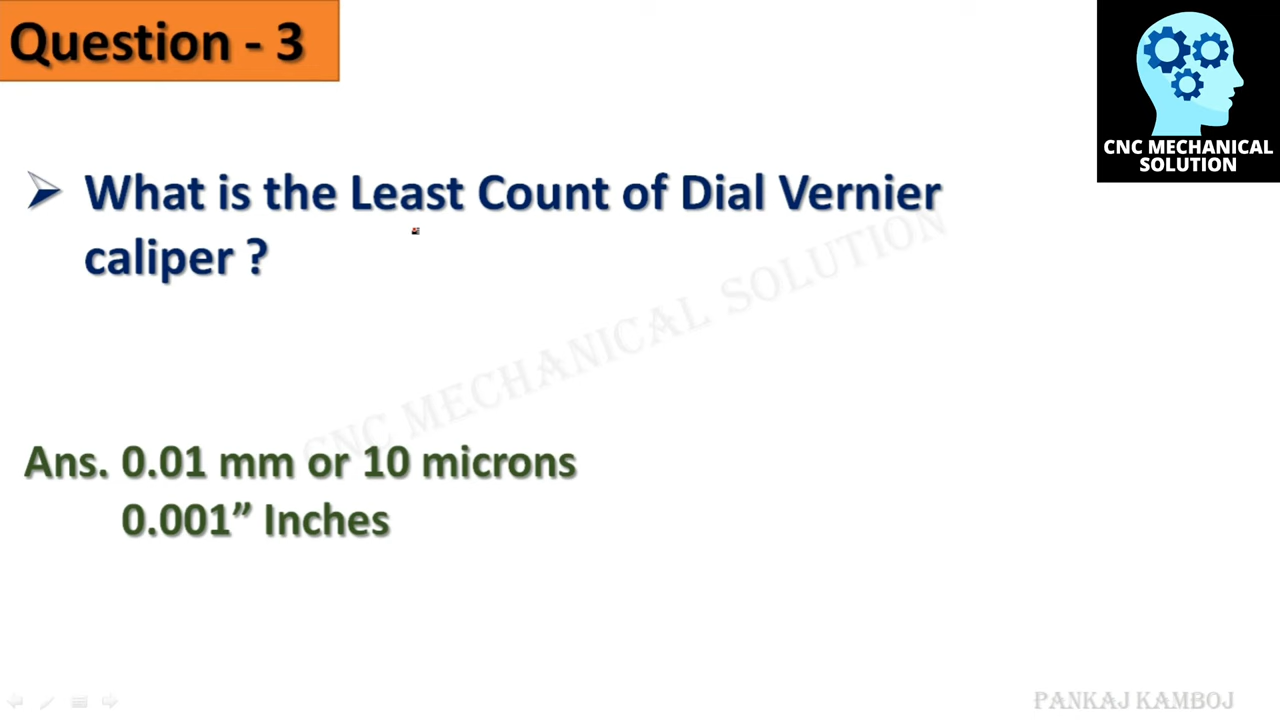 Question - 3
CNC MECHANICAL
SOLUTION
What is the Least Count of Dial Vernier
caliper ?
CNC MECHANICAL SOLUTION
Ans. 0.01 mm or 10 microns
0.001” Inches
PANKAJ KAMBOJ